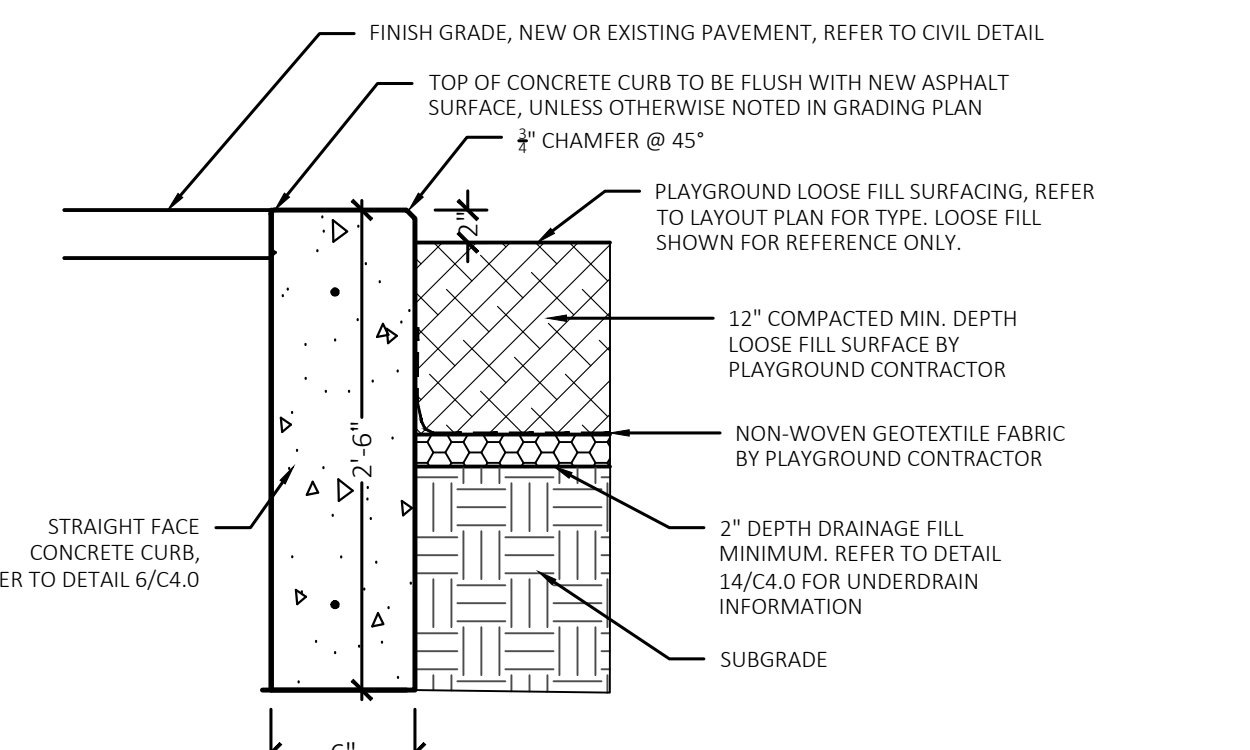 FINISH GRADE, NEW OR EXISTING PAVEMENT, REFER TO CIVIL DETAIL
TOP OF CONCRETE CURB TO BE FLUSH WITH NEW ASPHALT
SURFACE, UNLESS OTHERWISE NOTED IN GRADING PLAN
3/4" CHAMFER @ 45°
PLAYGROUND LOOSE FILL SURFACING, REFER
TO LAYOUT PLAN FOR TYPE. LOOSE FILL
SHOWN FOR REFERENCE ONLY.
2"
12" COMPACTED MIN. DEPTH
LOOSE FILL SURFACE BY
PLAYGROUND CONTRACTOR
NON-WOVEN GEOTEXTILE FABRIC
BY PLAYGROUND CONTRACTOR
2'-6"
STRAIGHT FACE
CONCRETE CURB,
TO DETAIL 6/C4.0
2" DEPTH DRAINAGE FILL
MINIMUM. REFER TO DETAIL
14/C4.0 FOR UNDERDRAIN
INFORMATION
SUBGRADE
6"